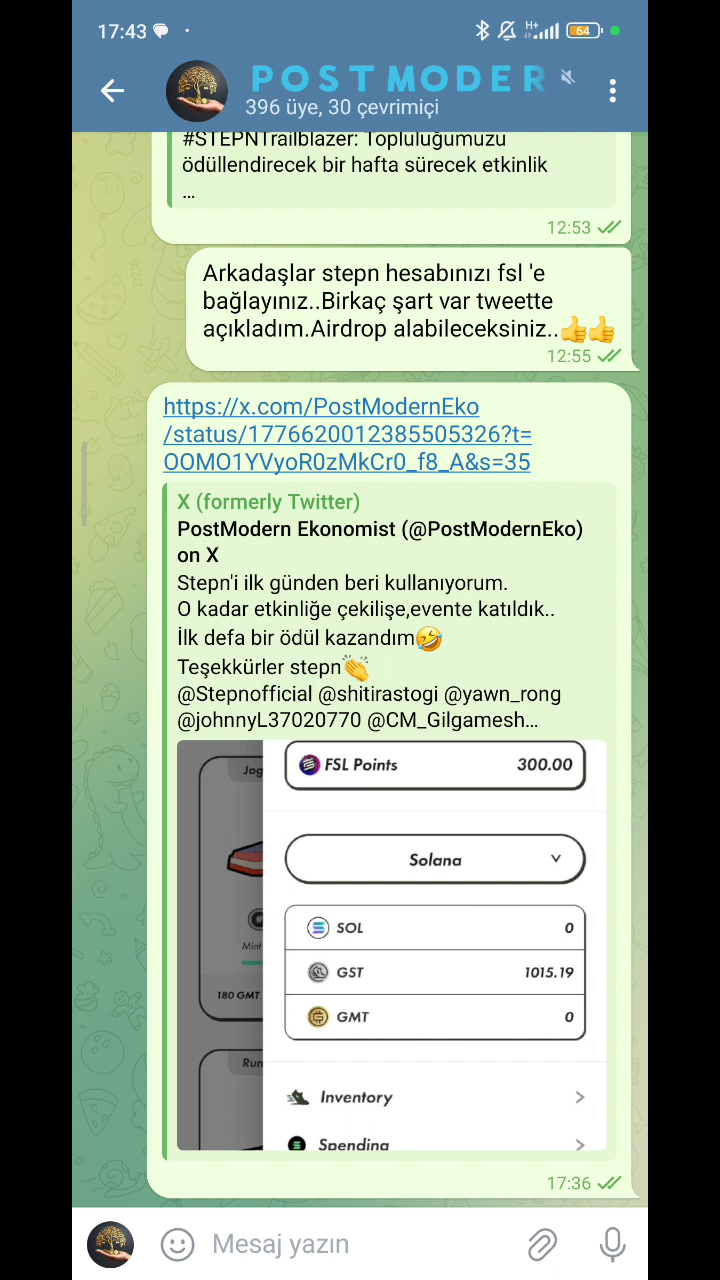 17:43
H+
64
POSTMODER
396 üye, 30 çevrimiçi
#STEPNTrailblazer: Topluluğumuzu
ödüllendirecek bir hafta sürecek etkinlik
...
12:53
Arkadaşlar stepn hesabınızı fsl 'e
bağlayınız..Birkaç şart var tweette
açıkladım.Airdrop alabileceksiniz..👍👍
12:55
https://x.com/PostModernEko
/status/1776620012385505326?t=
OOMO1YVyoR0zMkCr0_f8_A&s=35
X (formerly Twitter)
PostModern Ekonomist (@PostModernEko)
on X
Stepn'i ilk günden beri kullanıyorum.
O kadar etkinliğe çekilişe,evente katıldık..
İlk defa bir ödül kazandım🤣
Teşekkürler stepn👏
@Stepnofficial @shitirastogi @yawn_rong
@johnnyL37020770 @CM_Gilgamesh...
Jog
FSL Points 300.00
Solana
SOL 0
Mint
GST 1015.19
180 GMT
GMT 0
Run
Inventory
Spending
17:36
Mesaj yazın